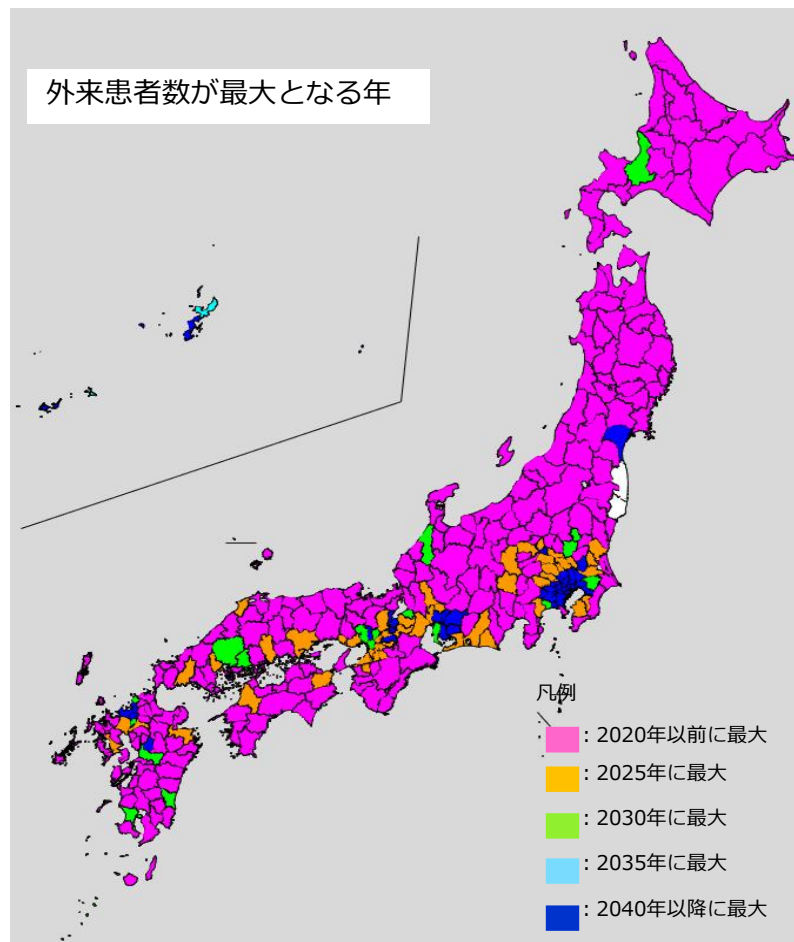 外来患者数が最大となる年
凡例
：2020年以前に最大
：2025年に最大
：2030年に最大
：2035年に最大
：2040年以降に最大